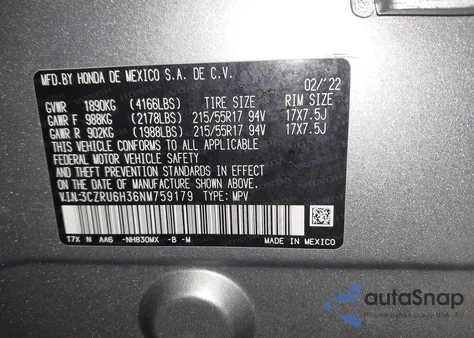 MFD.BY HONDA DE MEXICO S.A. DE C.V.
02/'22
GVWR 1890KG (4166LBS) TIRE SIZE RIM SIZE
GAWR F 988KG (2178LBS) 215/55R17 94V 17X7.5J
GAWR R 902KG (1988LBS) 215/55R17 94V 17X7.5J
THIS VEHICLE CONFORMS TO ALL APPLICABLE
FEDERAL MOTOR VEHICLE SAFETY
AND THEFT PREVENTION STANDARDS IN EFFECT
ON THE DATE OF MANUFACTURE SHOWN ABOVE.
V.I.N:3CZRU6H36NM759179 TYPE: MPV
T7X N AA6 -NH830MX -B -M
MADE IN MEXICO
autaSnap